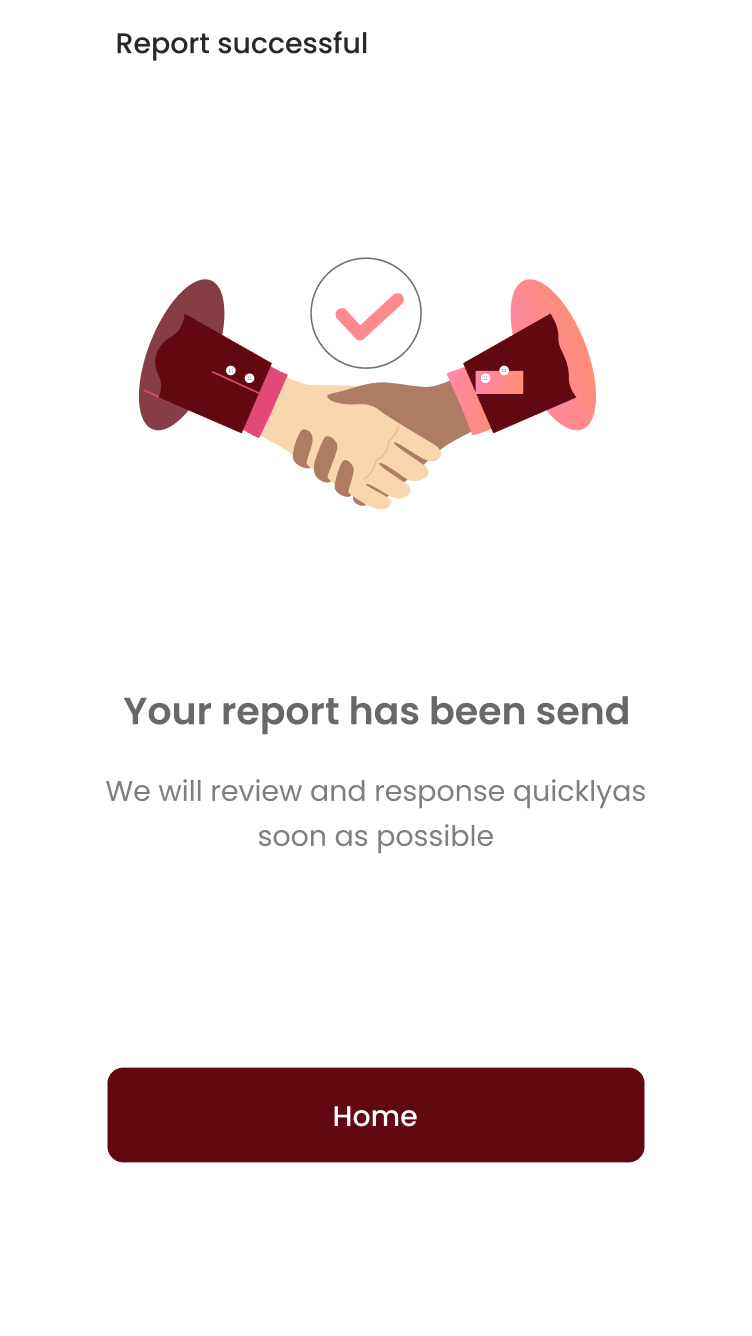 Report successful
Your report has been send
We will review and response quicklyas
soon as possible
Home